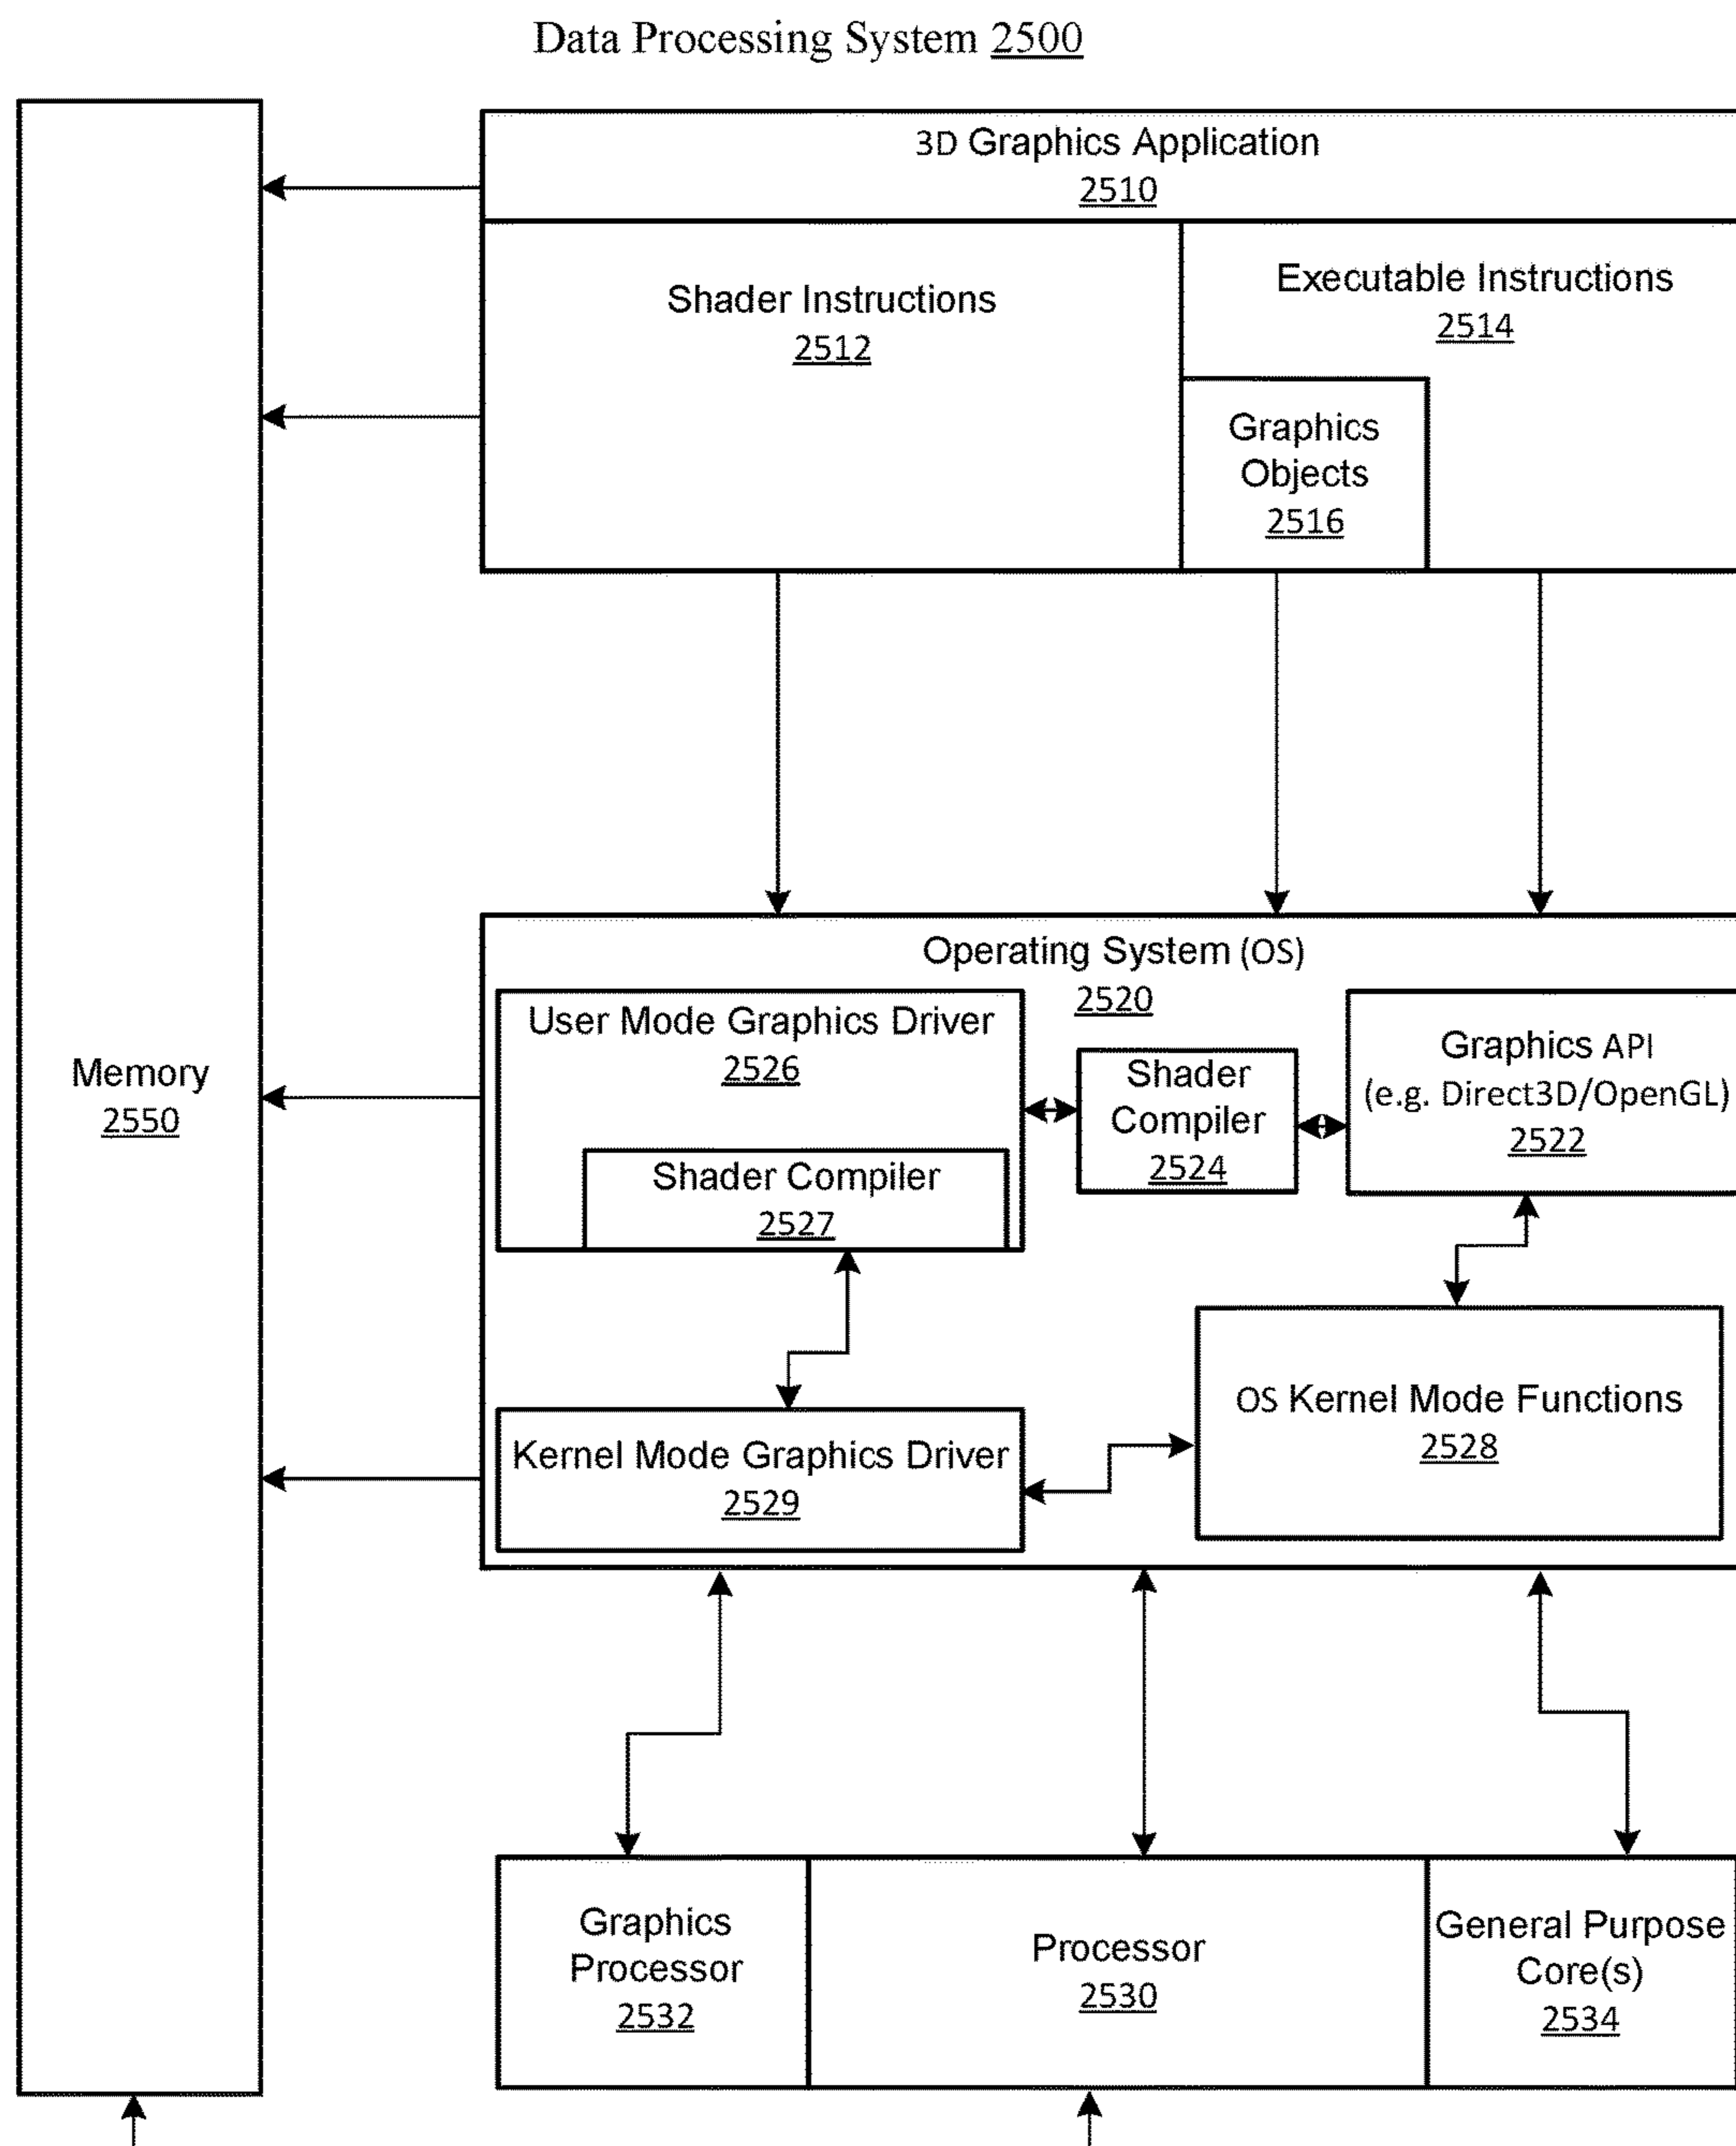 Data Processing System 2500
3D Graphics Application
2510
Shader Instructions
2512
Executable Instructions
2514
Graphics
Objects
2516
Memory
2550
Operating System (OS)
2520
User Mode Graphics Driver
2526
Shader Compiler
2527
Shader
Compiler
2524
Graphics API
(e.g. Direct3D/OpenGL)
2522
OS Kernel Mode Functions
2528
Kernel Mode Graphics Driver
2529
Graphics
Processor
2532
Processor
2530
General Purpose
Core(s)
2534